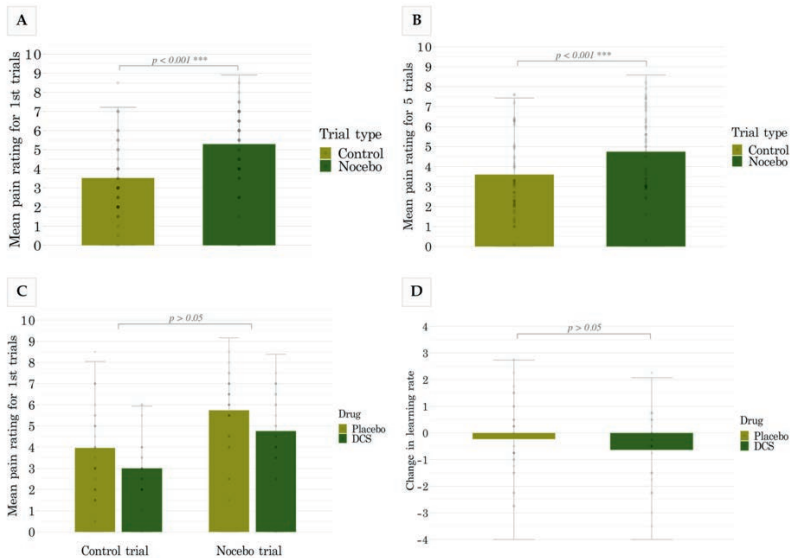 A
Mean pain rating for 1st trials
10
9
8
7
6
5
4
3
2
1
0
p < 0.001 ***
Trial type
Control
Nocebo
B
Mean pain rating for 5 trials
10
9
8
7
6
5
4
3
2
1
0
p < 0.001 ***
Trial type
Control
Nocebo
C
Mean pain rating for 1st trials
10
9
8
7
6
5
4
3
2
1
0
p > 0.05
Drug
Placebo
DCS
Control trial Nocebo trial
D
Change in learning rate
4
3
2
1
0
-1
-2
-3
-4
p > 0.05
Drug
Placebo
DCS